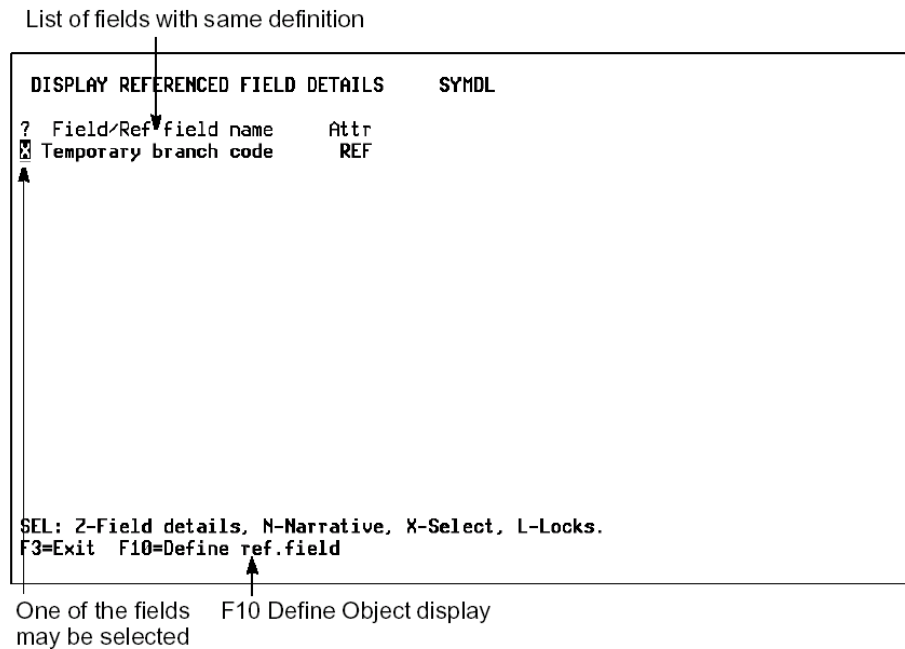 List of fields with same definition
DISPLAY REFERENCED FIELD DETAILS SYMDL
? Field/Ref field name Attr
X Temporary branch code REF
SEL: Z-Field details, N-Narrative, X-Select, L-Locks.
F3=Exit F10=Define ref.field
One of the fields
may be selected
F10 Define Object display